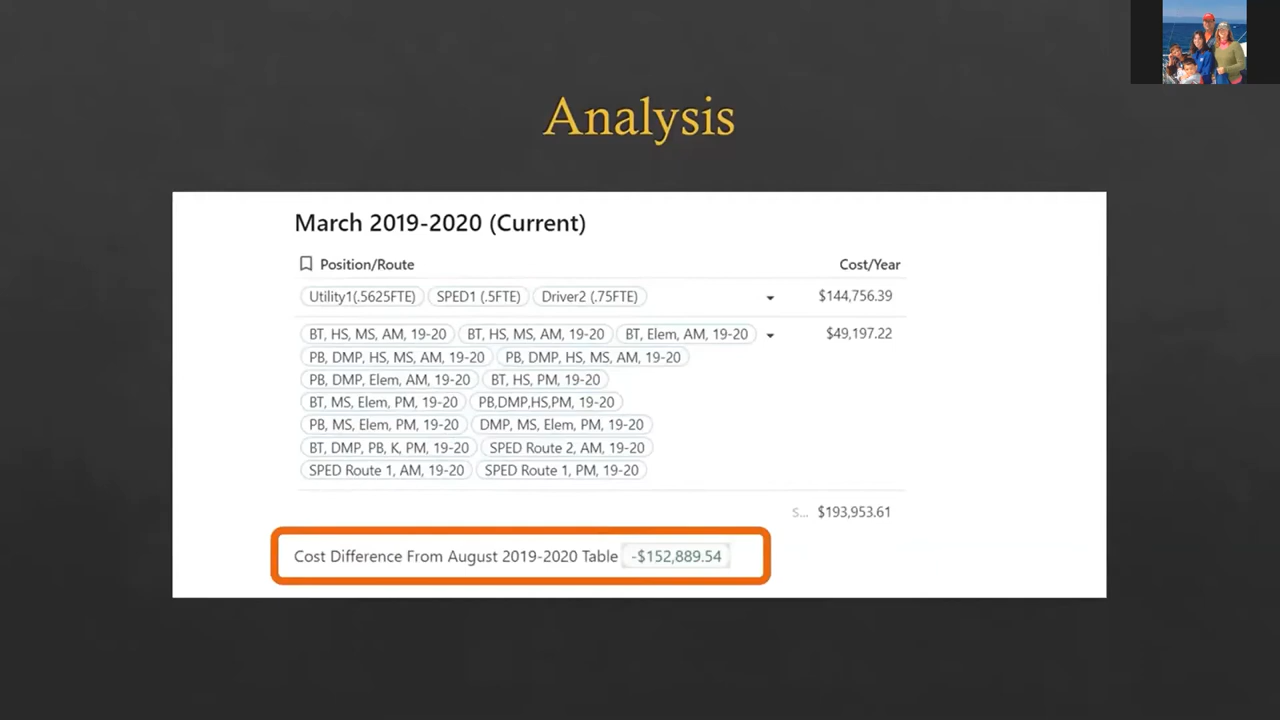 Analysis
March 2019-2020 (Current)
Position/Route Cost/Year
Utility1(.5625FTE) SPED1 (.5FTE) Driver2 (.75FTE) $144,756.39
BT, HS, MS, AM, 19-20 BT, HS, MS, AM, 19-20 BT, Elem, AM, 19-20 $49,197.22
PB, DMP, HS, MS, AM, 19-20 PB, DMP, HS, MS, AM, 19-20
PB, DMP, Elem, AM, 19-20 BT, HS, PM, 19-20
BT, MS, Elem, PM, 19-20 PB,DMP,HS,PM, 19-20
PB, MS, Elem, PM, 19-20 DMP, MS, Elem, PM, 19-20
BT, DMP, PB, K, PM, 19-20 SPED Route 2, AM, 19-20
SPED Route 1, AM, 19-20 SPED Route 1, PM, 19-20
S... $193,953.61
Cost Difference From August 2019-2020 Table -$152,889.54